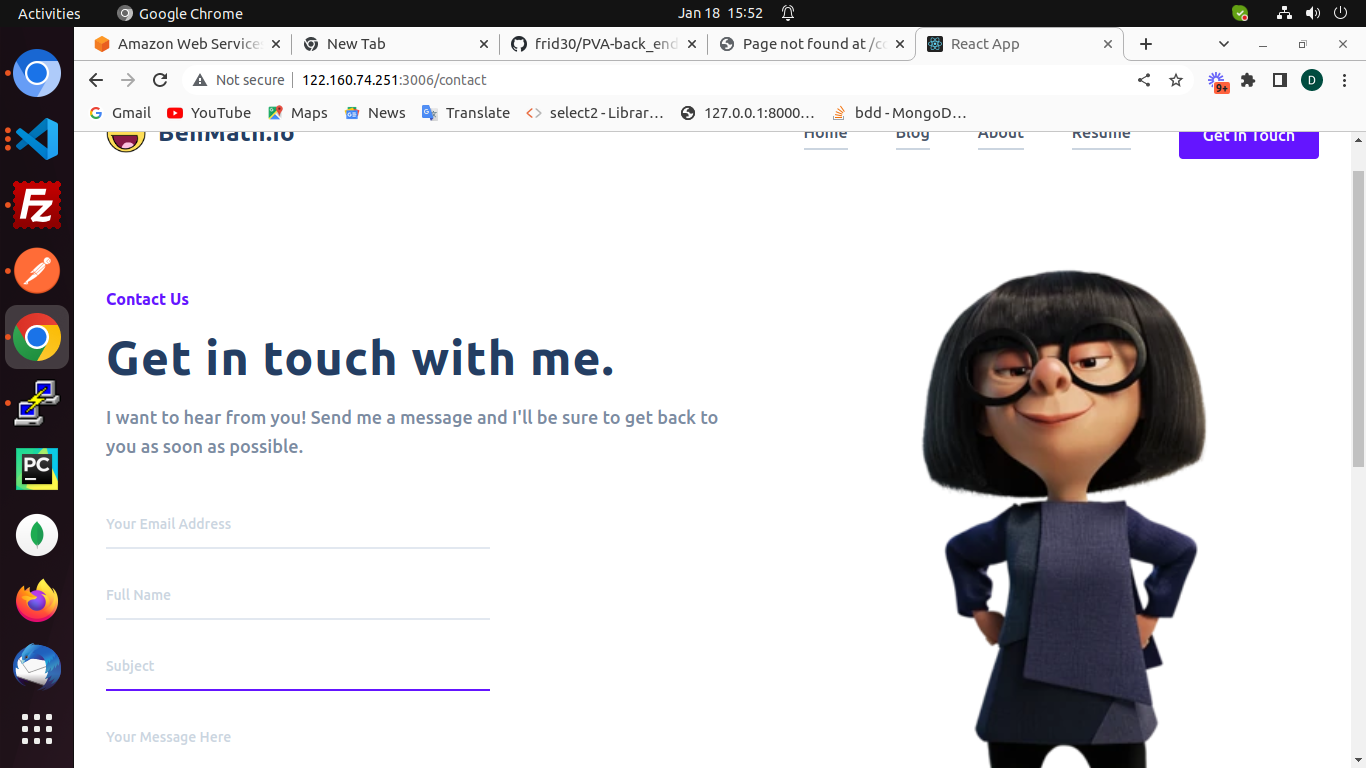 Activities Google Chrome Jan 18 15:52
Amazon Web Service New Tab frid30/PVA-back_end Page not found at /co React App
Not secure 122.160.74.251:3006/contact D
9+
Gmail YouTube Maps News Translate select2 - Librar… 127.0.0.1:8000… bdd - MongoD…
BenMath.io Home Blog About Resume Get In Touch
Contact Us
Get in touch with me.
I want to hear from you! Send me a message and I'll be sure to get back to
you as soon as possible.
Your Email Address
Full Name
Subject
Your Message Here
FZ
PC